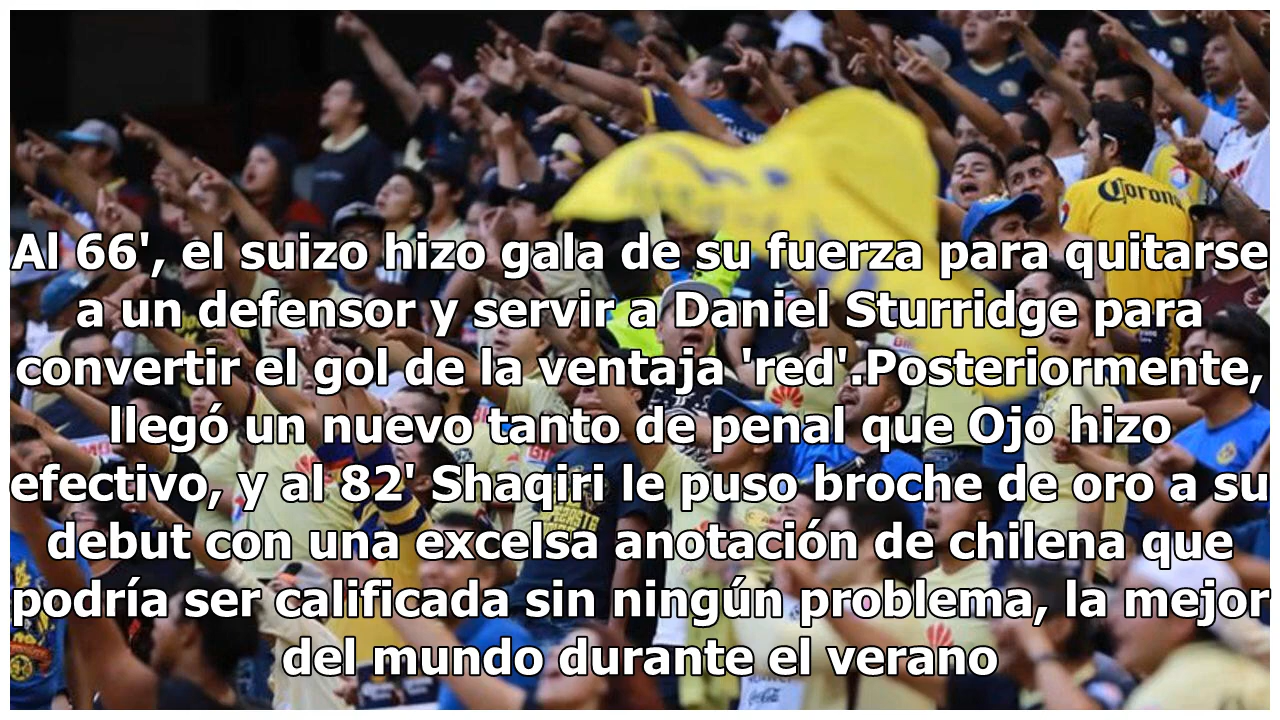 Corona
Al 66', el suizo hizo gala de su fuerza para quitarse
a un defensor y servir a Daniel Sturridge para
convertir el gol de la ventaja 'red'.Posteriormente,
llegó un nuevo tanto de penal que Ojo hizo
efectivo, y al 82' Shaqiri le puso broche de oro a su
debut con una excelsa anotación de chilena que
podría ser calificada sin ningún problema, la mejor
del mundo durante el verano